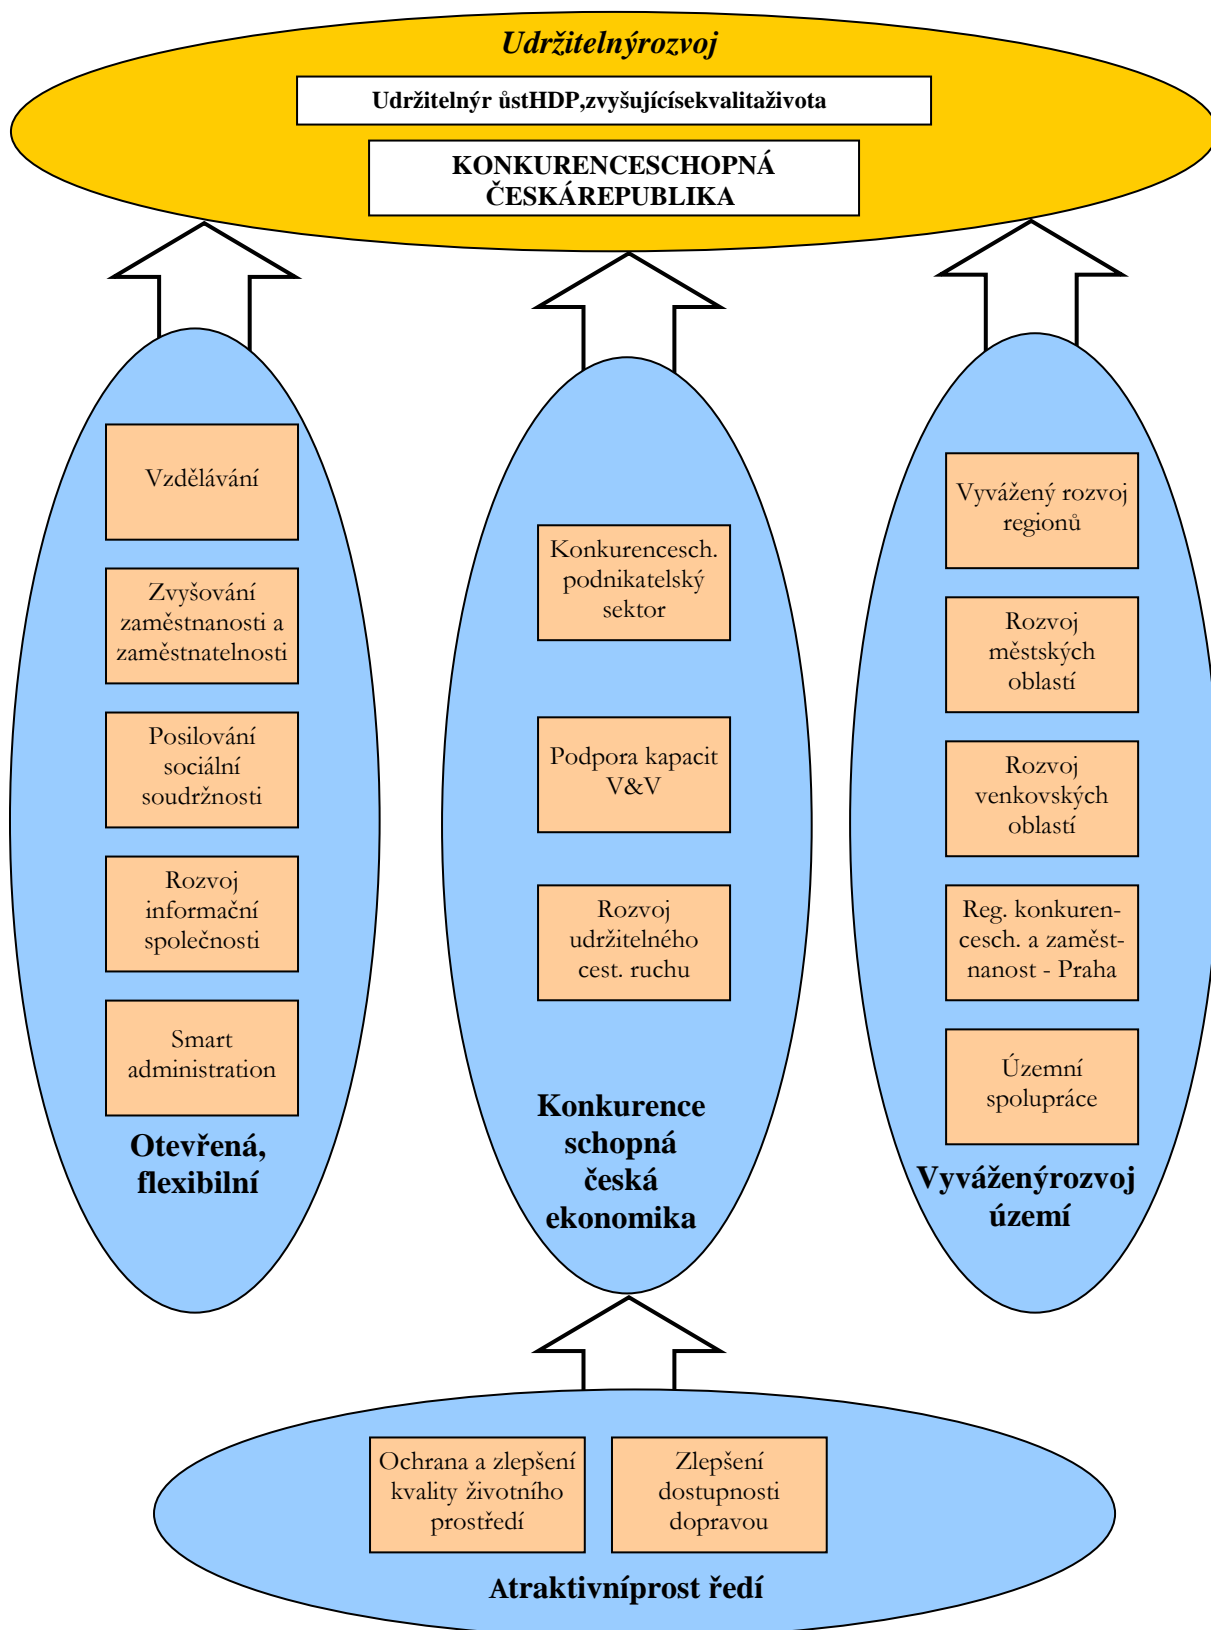 Udržitelnýrozvoj
Udržitelnýr ůstHDP,zvyšujícísekvalitaživota
KONKURENCESCHOPNÁ
ČESKÁREPUBLIKA
Vzdělávání
Zvyšování
zaměstnanosti a
zaměstnatelnosti
Posilování
sociální
soudržnosti
Rozvoj
informační
společnosti
Smart
administration
Otevřená,
flexibilní
Konkurencesch.
podnikatelský
sektor
Podpora kapacit
V&V
Rozvoj
udržitelného
cest. ruchu
Konkurence
schopná
česká
ekonomika
Vyvážený rozvoj
regionů
Rozvoj
městských
oblastí
Rozvoj
venkovských
oblastí
Reg. konkuren-
cesch. a zaměst-
nanost - Praha
Územní
spolupráce
Vyváženýrozvoj
území
Ochrana a zlepšení
kvality životního
prostředí
Zlepšení
dostupnosti
dopravou
Atraktivníprost ředí